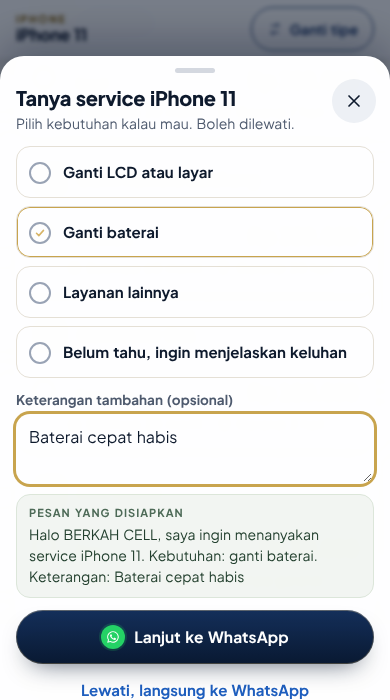 IPHONE
iPhone 11
Ganti tipe
Tanya service iPhone 11
Pilih kebutuhan kalau mau. Boleh dilewati.
Ganti LCD atau layar
Ganti baterai
Layanan lainnya
Belum tahu, ingin menjelaskan keluhan
Keterangan tambahan (opsional)
Baterai cepat habis
PESAN YANG DISIAPKAN
Halo BERKAH CELL, saya ingin menanyakan
service iPhone 11. Kebutuhan: ganti baterai.
Keterangan: Baterai cepat habis
Lanjut ke WhatsApp
Lewati, langsung ke WhatsApp